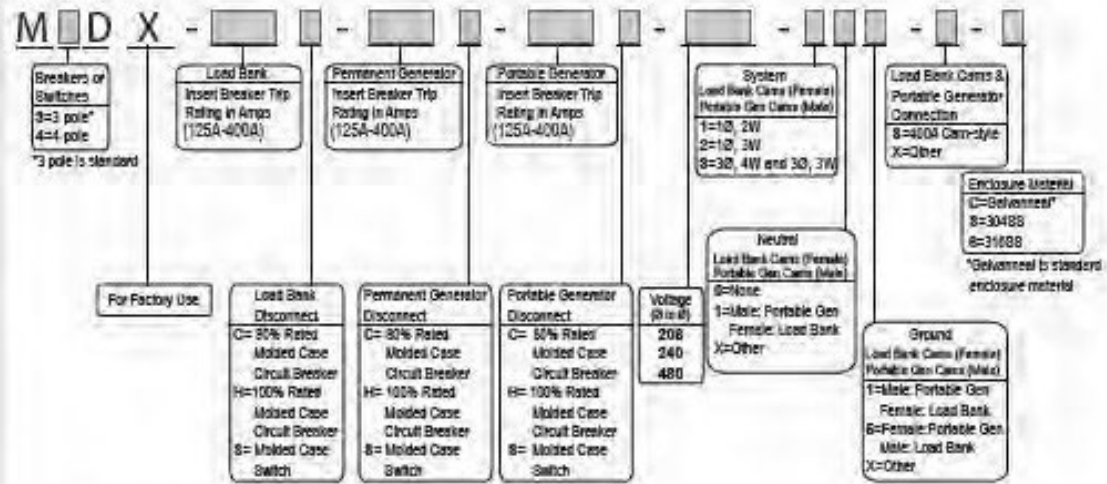 M D X - - - - - -
Breakers or
Switches
3=3 pole*
4=4 pole
*3 pole is standard
Load Bank
Insert Breaker Trip
Rating in Amps
(125A-400A)
Permanent Generator
Insert Breaker Trip
Rating in Amps
(125A-400A)
Portable Generator
Insert Breaker Trip
Rating in Amps
(125A-400A)
System
Load Bank Cams (Female)
Portable Gen Cams (Male)
1=1Ø, 2W
2=1Ø, 3W
3=3Ø, 4W and 3Ø, 3W
Load Bank Cams &
Portable Generator
Connection
8=400A Cam-style
X=Other
Enclosure Material
C=Galvanneal*
S=304SS
6=316SS
*Galvanneal is standard
enclosure material
For Factory Use
Load Bank
Disconnect
C= 80% Rated
Molded Case
Circuit Breaker
H=100% Rated
Molded Case
Circuit Breaker
S= Molded Case
Switch
Permanent Generator
Disconnect
C= 80% Rated
Molded Case
Circuit Breaker
H= 100% Rated
Molded Case
Circuit Breaker
S= Molded Case
Switch
Portable Generator
Disconnect
C= 80% Rated
Molded Case
Circuit Breaker
H=100% Rated
Molded Case
Circuit Breaker
S= Molded Case
Switch
Voltage
(Ø to Ø)
208
240
480
Neutral
Load Bank Cams (Female)
Portable Gen Cams (Male)
0=None
1=Male: Portable Gen
Female: Load Bank
X=Other
Ground
Load Bank Cams (Female)
Portable Gen Cams (Male)
1=Male: Portable Gen
Female: Load Bank
6=Female: Portable Gen
Male: Load Bank
X=Other